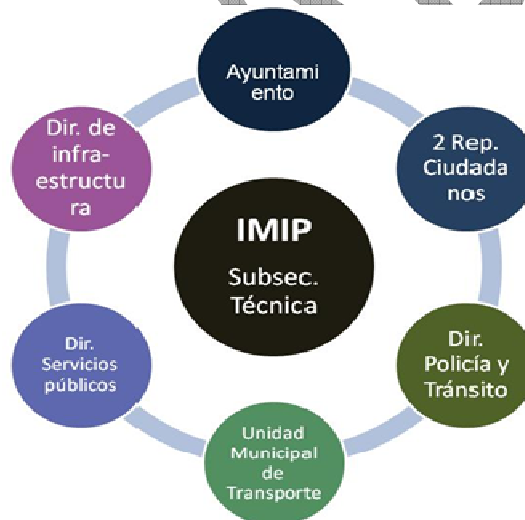 Ayuntami
ento
2 Rep.
Ciudada
nos
Dir.
Policía y
Tránsito
Unidad
Municipal
de
Transporte
Dir.
Servicios
públicos
Dir. de
infra-
estructu
ra
IMIP
Subsec.
Técnica